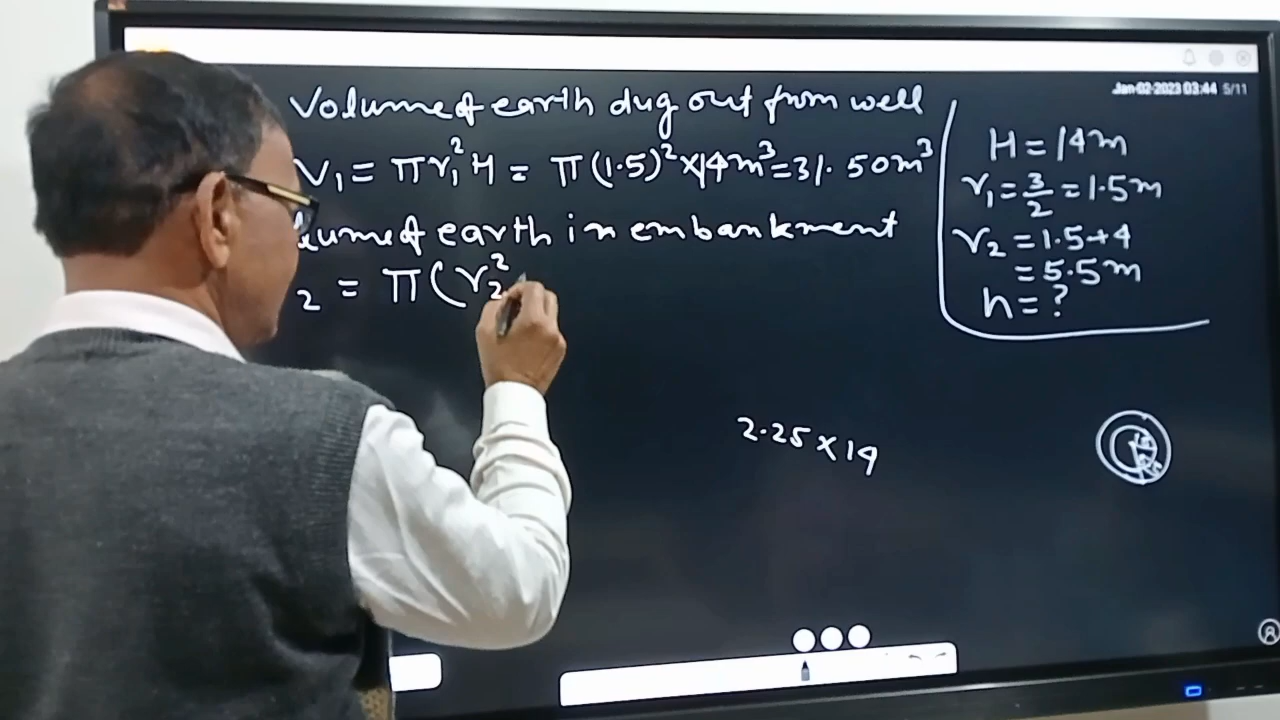 Jan-02-2023 03:44 5/11
Volume of earth dug out from well
V₁ = πr₁²H = π(1.5)²×14m³=31.50m³
lume of earth in embankment
₂ = π(r₂²
H=14m
r₁=3/2=1.5m
r₂=1.5+4
=5.5m
h=?
2.25×14